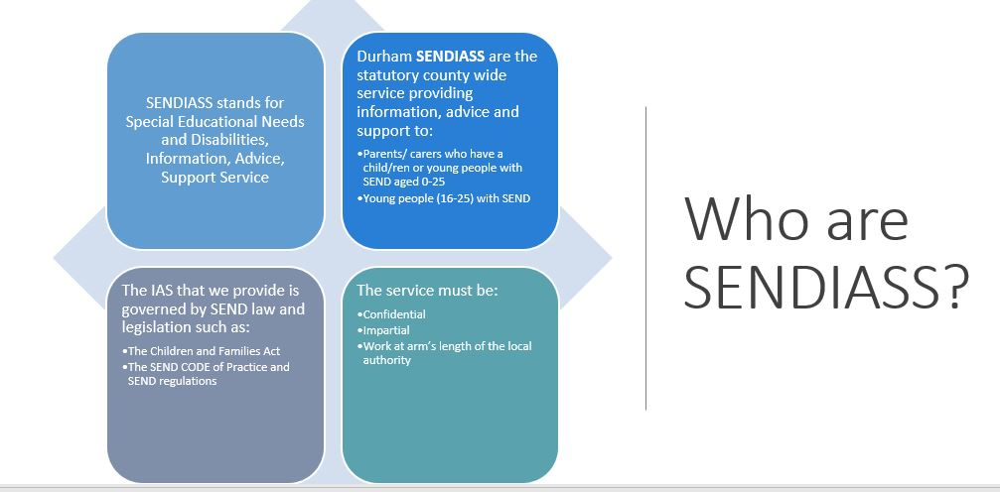 SENDIASS stands for
Special Educational Needs
and Disabilities,
Information, Advice,
Support Service
Durham SENDIASS are the
statutory county wide
service providing
information, advice and
support to:
•Parents/ carers who have a
child/ren or young people with
SEND aged 0-25
•Young people (16-25) with SEND
The IAS that we provide is
governed by SEND law and
legislation such as:
•The Children and Families Act
•The SEND CODE of Practice and
SEND regulations
The service must be:
•Confidential
•Impartial
•Work at arm's length of the local
authority
Who are
SENDIASS?